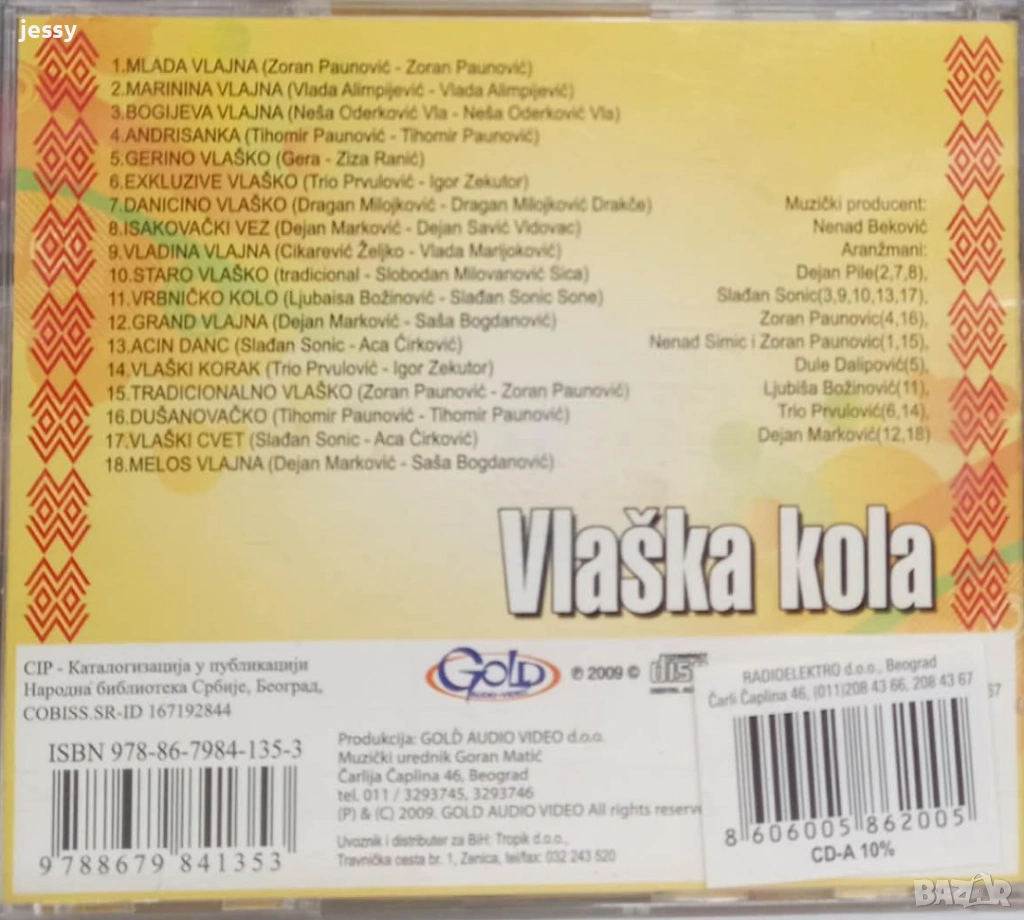 jessy
1.MLADA VLAJNA (Zoran Paunović - Zoran Paunović)
2.MARININA VLAJNA (Vlada Alimpijević - Vlada Alimpijević)
3.BOGIJEVA VLAJNA (Neša Oderković Vla - Neša Oderković Vla)
4.ANDRISANKA (Tihomir Paunović - Tihomir Paunović)
5.GERINO VLAŠKO (Gera - Ziza Ranić)
6.EXKLUZIVE VLAŠKO (Trio Prvulović - Igor Zekutor)
7.DANICINO VLAŠKO (Dragan Milojković - Dragan Milojković Drakče)
8.ISAKOVAČKI VEZ (Dejan Marković - Dejan Savić Vidovac)
9.VLADINA VLAJNA (Cikarević Željko - Vlada Marijoković)
10.STARO VLAŠKO (tradicional - Slobodan Milovanović Sica)
11.VRBNIČKO KOLO (Ljubaisa Božinović - Slađan Sonic Sone)
12.GRAND VLAJNA (Dejan Marković - Saša Bogdanović)
13.ACIN DANC (Slađan Sonic - Aca Ćirković)
14.VLAŠKI KORAK (Trio Prvulović - Igor Zekutor)
15.TRADICIONALNO VLAŠKO (Zoran Paunović - Zoran Paunović)
16.DUŠANOVAČKO (Tihomir Paunović - Tihomir Paunović)
17.VLAŠKI CVET (Slađan Sonic - Aca Ćirković)
18.MELOS VLAJNA (Dejan Marković - Saša Bogdanović)
Muzički producent:
Nenad Beković
Aranžmani:
Dejan Pile(2,7,8),
Slađan Sonic(3,9,10,13,17),
Zoran Paunovic(4,16),
Nenad Simic i Zoran Paunovic(1,15),
Dule Dalipović(5),
Ljubiša Božinović(11),
Trio Prvulović(6,14),
Dejan Marković(12,18)
Vlaška kola
CIP - Каталогизација у публикацији
Народна библиотека Србије, Београд,
COBISS.SR-ID 167192844
ISBN 978-86-7984-135-3
9 788679 841353
GOLD
AUDIO-VIDEO
℗ 2009 ©
Produkcija: GOLD AUDIO VIDEO d.o.o.
Muzički urednik Goran Matić
Čarlija Čaplina 46, Beograd
tel. 011 / 3293745, 3293746
(P) & (C) 2009. GOLD AUDIO VIDEO All rights
Uvoznik i distributer za BiH: Tropik d.o.o.,
Travnička cesta br. 1, Zenica, tel/fax: 032 243 520
RADIOELEKTRO d.o.o., Beograd
Čarli Čaplina 46, (011)208 43 66, 208 43 67
67
8 606005 862005
CD-A 10%
BAZAR